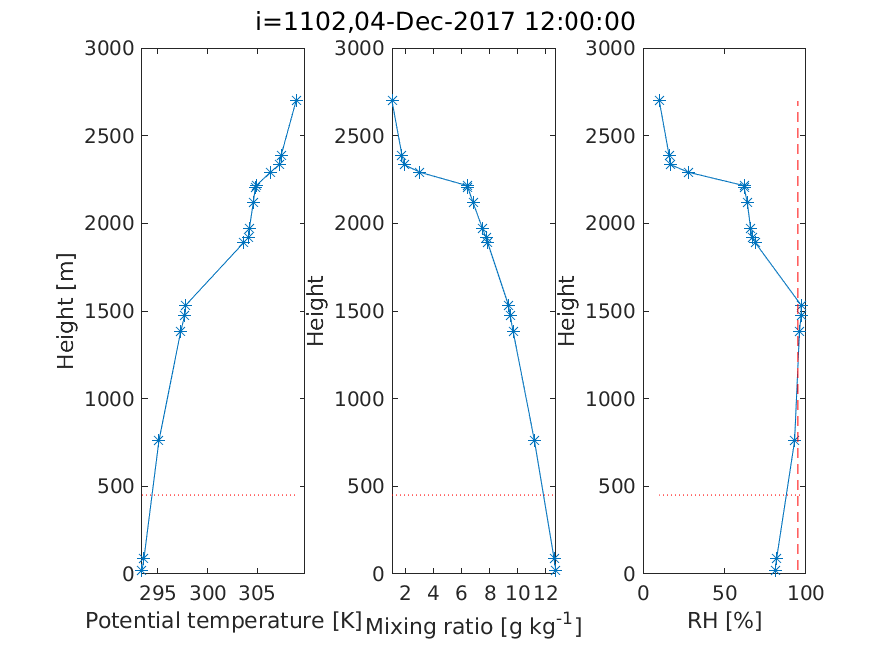 i=1102,04-Dec-2017 12:00:00
3000
2500
2000
1500
1000
500
0
Height [m]
295 300 305
Potential temperature [K]
3000
2500
2000
1500
1000
500
0
Height
2 4 6 8 10 12
Mixing ratio [g kg-1]
3000
2500
2000
1500
1000
500
0
Height
0 50 100
RH [%]